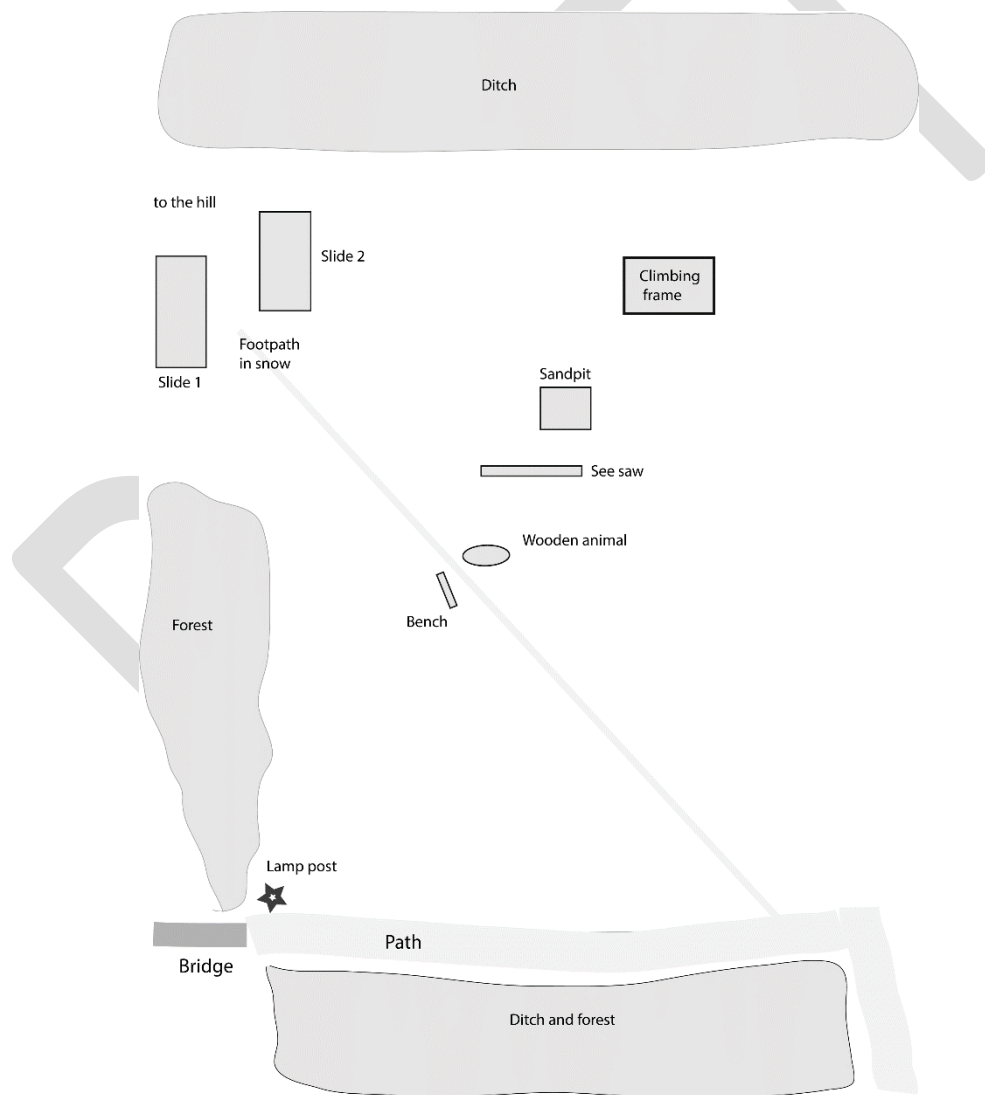 Ditch
to the hill
Slide 2
Climbing
frame
Footpath
in snow
Slide 1
Sandpit
See saw
Wooden animal
Bench
Forest
Lamp post
Path
Bridge
Ditch and forest